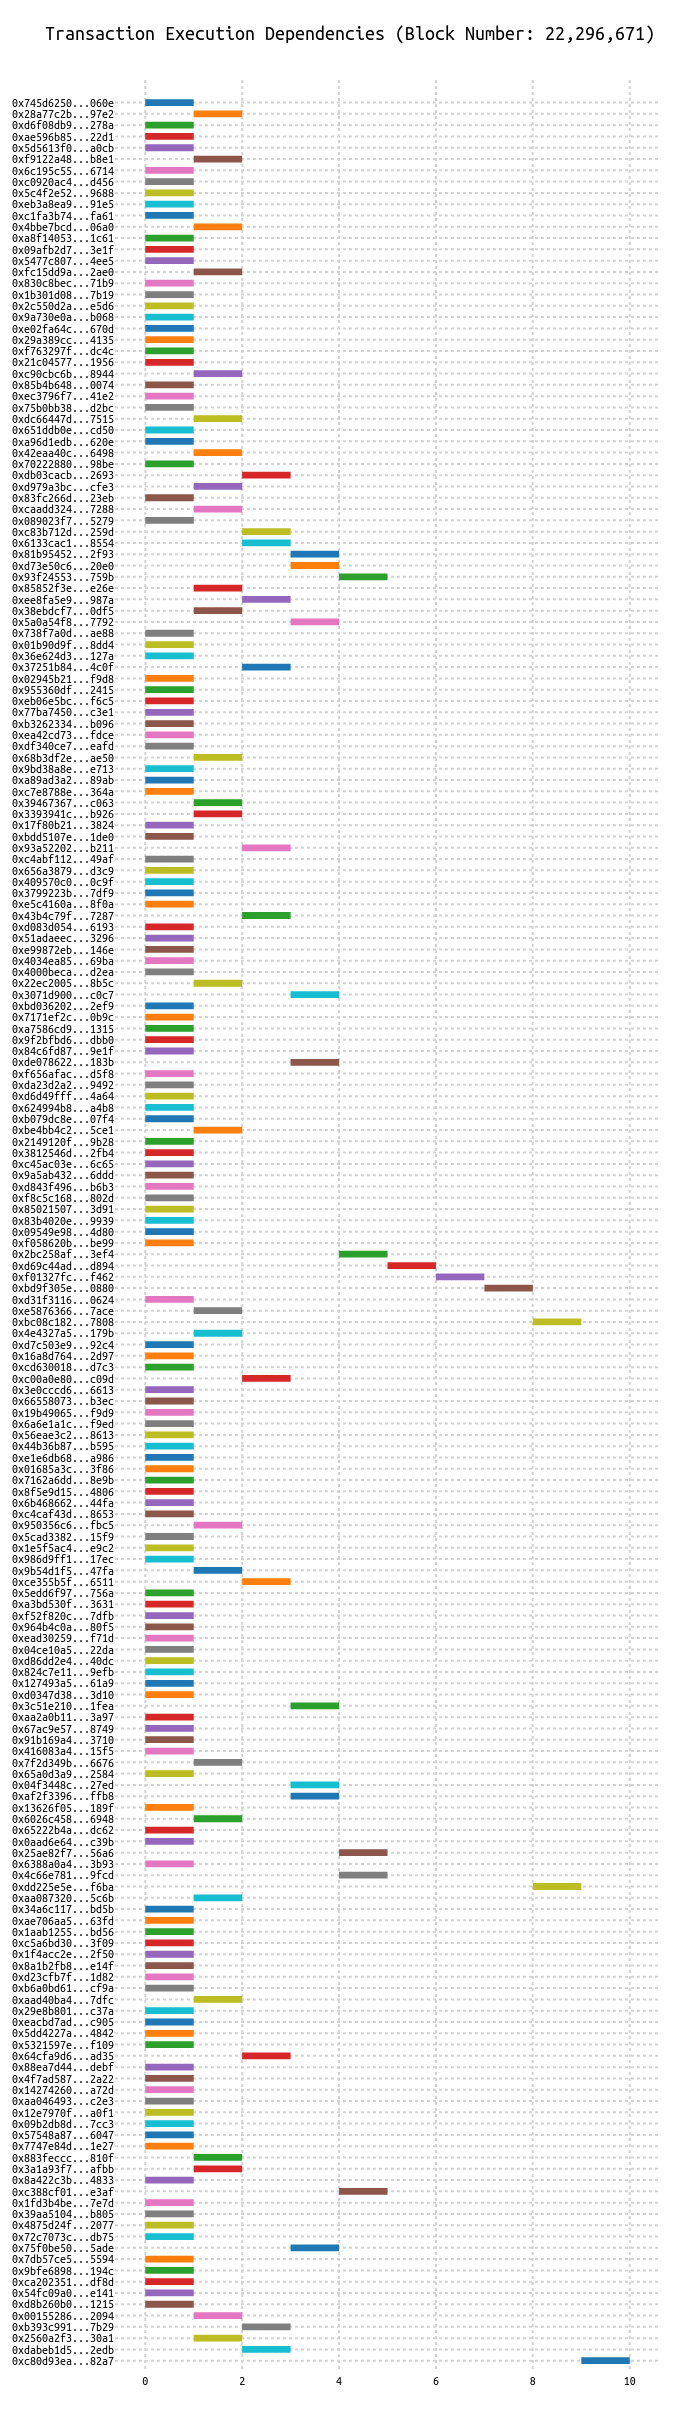 Transaction Execution Dependencies (Block Number: 22,296,671)
0x745d6250...060e
0x28a77c2b...97e2
0xd6f08db9...278a
0xae596b85...22d1
0x5d5613f0...a0cb
0xf9122a48...b8e1
0x6c195c55...6714
0xc0920ac4...d456
0x5c4f2e52...9688
0xeb3a8ea9...91e5
0xc1fa3b74...fa61
0x4bbe7bcd...06a0
0xa8f14053...1c61
0x09afb2d7...3e1f
0x5477c807...4ee5
0xfc15dd9a...2ae0
0x830c8bec...71b9
0x1b301d08...7b19
0x2c550d2a...e5d6
0x9a730e0a...b068
0xe02fa64c...670d
0x29a389cc...4135
0xf763297f...dc4c
0x21c04577...1956
0xc90cbc6b...8944
0x85b4b648...0074
0xec3796f7...41e2
0x75b0bb38...d2bc
0xdc66447d...7515
0x651ddb0e...cd50
0xa96d1edb...620e
0x42eaa40c...6498
0x70222880...98be
0xdb03cacb...2693
0xd979a3bc...cfe3
0x83fc266d...23eb
0xcaadd324...7288
0x089023f7...5279
0xc83b712d...259d
0x6133cac1...8554
0x81b95452...2f93
0xd73e50c6...20e0
0x93f24553...759b
0x85852f3e...e26e
0xee8fa5e9...987a
0x38ebdcf7...0df5
0x5a0a54f8...7792
0x738f7a0d...ae88
0x01b90d9f...8dd4
0x36e624d3...127a
0x37251b84...4c0f
0x02945b21...f9d8
0x955360df...2415
0xeb06e5bc...f6c5
0x77ba7450...c3e1
0xb3262334...b096
0xea42cd73...fdce
0xdf340ce7...eafd
0x68b3df2e...ae50
0x9bd38a8e...e713
0xa89ad3a2...89ab
0xc7e8788e...364a
0x39467367...c063
0x3393941c...b926
0x17f80b21...3824
0xbdd5107e...1de0
0x93a52202...b211
0xc4abf112...49af
0x656a3879...d3c9
0x409570c0...0c9f
0x3799223b...7df9
0xe5c4160a...8f0a
0x43b4c79f...7287
0xd083d054...6193
0x51adaeec...3296
0xe99872eb...146e
0x4034ea85...69ba
0x4000beca...d2ea
0x22ec2005...8b5c
0x3071d900...c0c7
0xbd036202...2ef9
0x7171ef2c...0b9c
0xa7586cd9...1315
0x9f2bfbd6...dbb0
0x84c6fd87...9e1f
0xde078622...183b
0xf656afac...d5f8
0xda23d2a2...9492
0xd6d49fff...4a64
0x624994b8...a4b8
0xb079dc8e...07f4
0xbe4bb4c2...5ce1
0x2149120f...9b28
0x3812546d...2fb4
0xc45ac03e...6c65
0x9a5ab432...6ddd
0xd843f496...b6b3
0xf8c5c168...802d
0x85021507...3d91
0x83b4020e...9939
0x09549e98...4d80
0xf058620b...be99
0x2bc258af...3ef4
0xd69c44ad...d894
0xf01327fc...f462
0xbd9f305e...0880
0xd31f3116...0624
0xe5876366...7ace
0xbc08c182...7808
0x4e4327a5...179b
0xd7c503e9...92c4
0x16a8d764...2d97
0xcd630018...d7c3
0xc00a0e80...c09d
0x3e0cccd6...6613
0x66558073...b3ec
0x19b49065...f9d9
0x6a6e1a1c...f9ed
0x56eae3c2...8613
0x44b36b87...b595
0xe1e6db68...a986
0x01685a3c...3f86
0x7162a6dd...8e9b
0x8f5e9d15...4806
0x6b468662...44fa
0xc4caf43d...8653
0x950356c6...fbc5
0x5cad3382...15f9
0x1e5f5ac4...e9c2
0x986d9ff1...17ec
0x9b54d1f5...47fa
0xce355b5f...6511
0x5edd6f97...756a
0xa3bd530f...3631
0xf52f820c...7dfb
0x964b4c0a...80f5
0xead30259...f71d
0x04ce10a5...22da
0xd86dd2e4...40dc
0x824c7e11...9efb
0x127493a5...61a9
0xd0347d38...3d10
0x3c51e210...1fea
0xaa2a0b11...3a97
0x67ac9e57...8749
0x91b169a4...3710
0x416083a4...15f5
0x7f2d349b...6676
0x65a0d3a9...2584
0x04f3448c...27ed
0xaf2f3396...ffb8
0x13626f05...189f
0x6026c458...6948
0x65222b4a...dc62
0x0aad6e64...c39b
0x25ae82f7...56a6
0x6388a0a4...3b93
0x4c66e781...9fcd
0xdd225e5e...f6ba
0xaa087320...5c6b
0x34a6c117...bd5b
0xae706aa5...63fd
0x1aab1255...bd56
0xc5a6bd30...3f09
0x1f4acc2e...2f50
0x8a1b2fb8...e14f
0xd23cfb7f...1d82
0xb6a0bd61...cf9a
0xaad40ba4...7dfc
0x29e8b801...c37a
0xeacbd7ad...c905
0x5dd4227a...4842
0x5321597e...f109
0x64cfa9d6...ad35
0x88ea7d44...debf
0x4f7ad587...2a22
0x14274260...a72d
0xaa046493...c2e3
0x12e7970f...a0f1
0x09b2db8d...7cc3
0x57548a87...6047
0x7747e84d...1e27
0x883feccc...810f
0x3a1a93f7...afbb
0x8a422c3b...4833
0xc388cf01...e3af
0x1fd3b4be...7e7d
0x39aa5104...b805
0x4875d24f...2077
0x72c7073c...db75
0x75f0be50...5ade
0x7db57ce5...5594
0x9bfe6898...194c
0xca202351...df8d
0x54fc09a0...e141
0xd8b260b0...1215
0x00155286...2094
0xb393c991...7b29
0x2560a2f3...30a1
0xdabeb1d5...2edb
0xc80d93ea...82a7
0 2 4 6 8 10